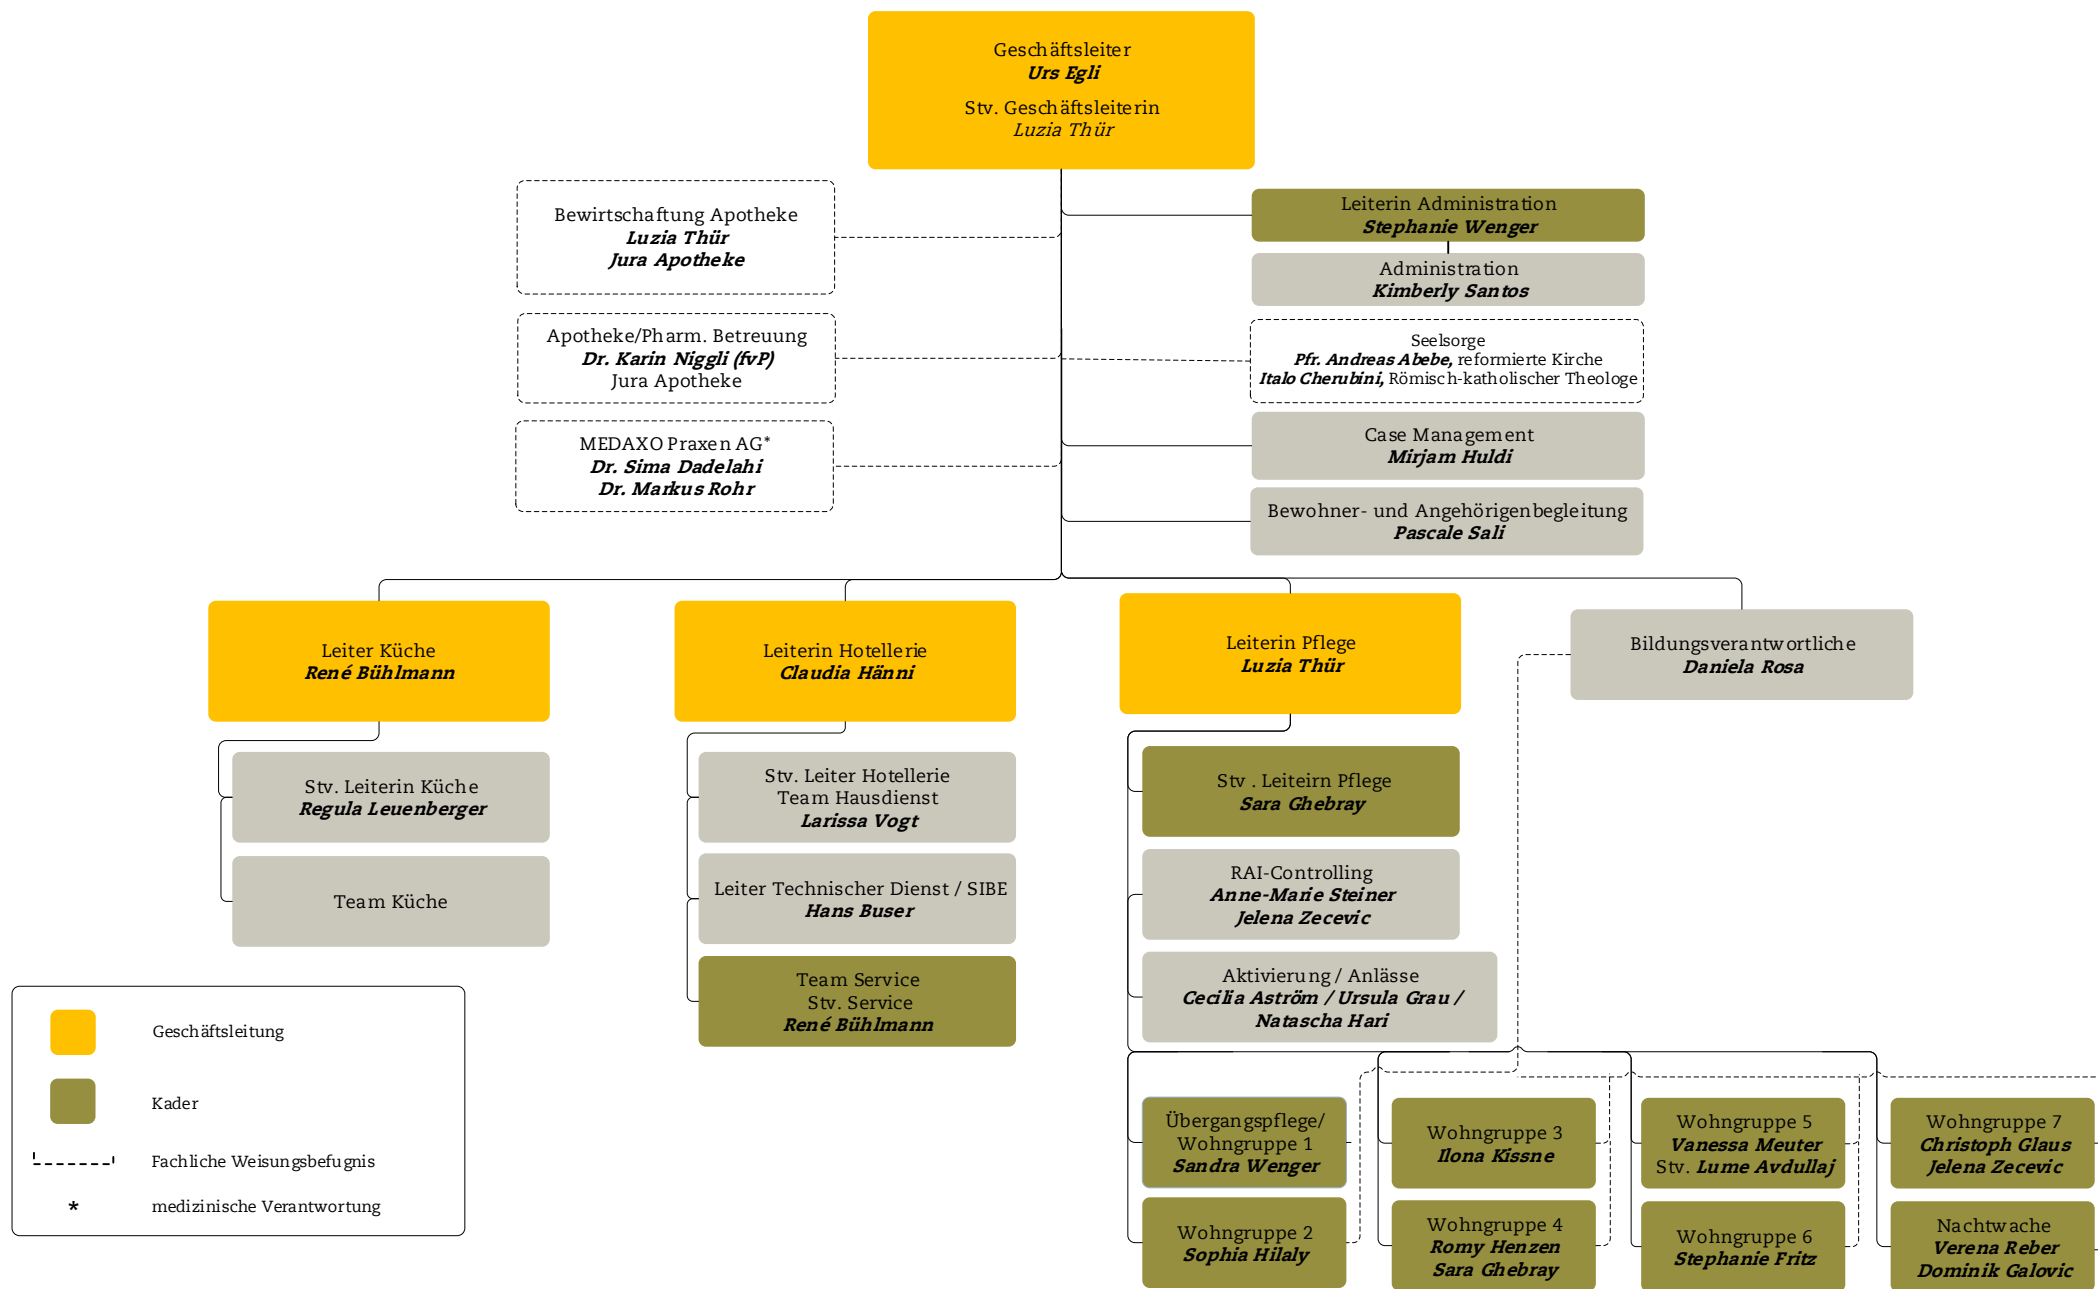 Geschäftsleiter
Urs Egli
Stv. Geschäftsleiterin
Luzia Thür
Bewirtschaftung Apotheke
Luzia Thür
Jura Apotheke
Leiterin Administration
Stephanie Wenger
Administration
Kimberly Santos
Apotheke/Pharm. Betreuung
Dr. Karin Niggli (fvP)
Jura Apotheke
Seelsorge
Pfr. Andreas Abebe, reformierte Kirche
Italo Cherubini, Römisch-katholischer Theologe
MEDAXO Praxen AG*
Dr. Sima Dadelahi
Dr. Markus Rohr
Case Management
Mirjam Huldi
Bewohner- und Angehörigenbegleitung
Pascale Sali
Leiter Küche
René Bühlmann
Leiterin Hotellerie
Claudia Hänni
Leiterin Pflege
Luzia Thür
Bildungsverantwortliche
Daniela Rosa
Stv. Leiterin Küche
Regula Leuenberger
Team Küche
Stv. Leiter Hotellerie
Team Hausdienst
Larissa Vogt
Leiter Technischer Dienst / SIBE
Hans Buser
Team Service
Stv. Service
René Bühlmann
Stv . Leiteirn Pflege
Sara Ghebray
RAI-Controlling
Anne-Marie Steiner
Jelena Zecevic
Aktivierung / Anlässe
Cecilia Aström / Ursula Grau /
Natascha Hari
Übergangspflege/
Wohngruppe 1
Sandra Wenger
Wohngruppe 2
Sophia Hilaly
Wohngruppe 3
Ilona Kissne
Wohngruppe 4
Romy Henzen
Sara Ghebray
Wohngruppe 5
Vanessa Meuter
Stv. Lume Avdullaj
Wohngruppe 6
Stephanie Fritz
Wohngruppe 7
Christoph Glaus
Jelena Zecevic
Nachtwache
Verena Reber
Dominik Galovic
Geschäftsleitung
Kader
Fachliche Weisungsbefugnis
* medizinische Verantwortung